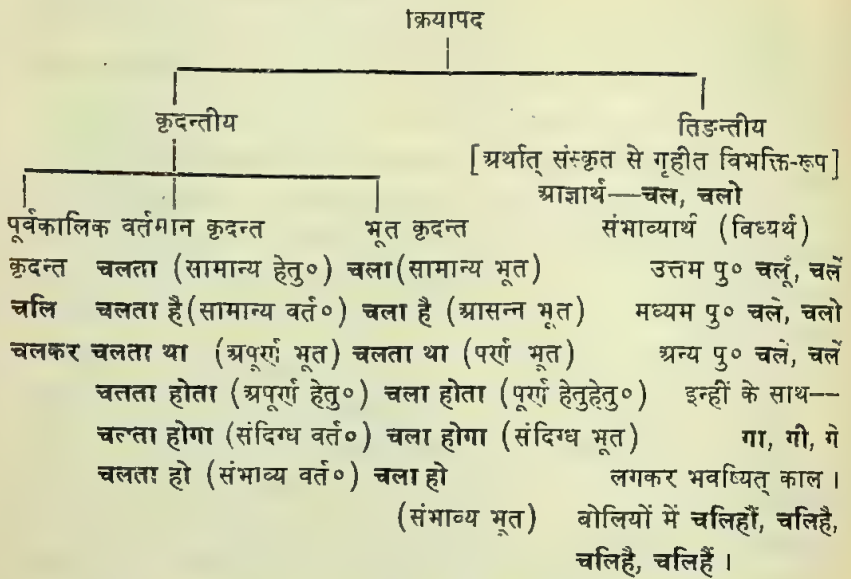 क्रियापद
कृदन्तीय तिङन्तीय
[अर्थात् संस्कृत से गृहीत विभक्ति-रूप]
आज्ञार्थ—चल, चलो
पूर्वकालिक वर्तमान कृदन्त भूत कृदन्त संभाव्यार्थ (विध्यर्थ)
कृदन्त चलता (सामान्य हेतु०) चला (सामान्य भूत) उत्तम पु० चलूँ, चलें
चलि चलता है (सामान्य वर्त०) चला है (आसन्न भूत) मध्यम पु० चले, चलो
चलकर चलता था (अपूर्ण भूत) चलता था (पर्ण भूत) अन्य पु० चले, चलें
चतता होता (अपूर्ण हेतु०) चला होता (पूर्ण हेतुहेतु०) इन्हीं के साथ--
चलता होगा (संदिग्ध वर्त०) चला होगा (संदिग्ध भूत) गा, गी, गे
चलता हो (संभाव्य वर्त०) चला हो लगकर भवष्यित् काल ।
(संभाव्य भूत) बोलियों में चलिहौं, चलिहै,
चलिहै, चलिहैं ।